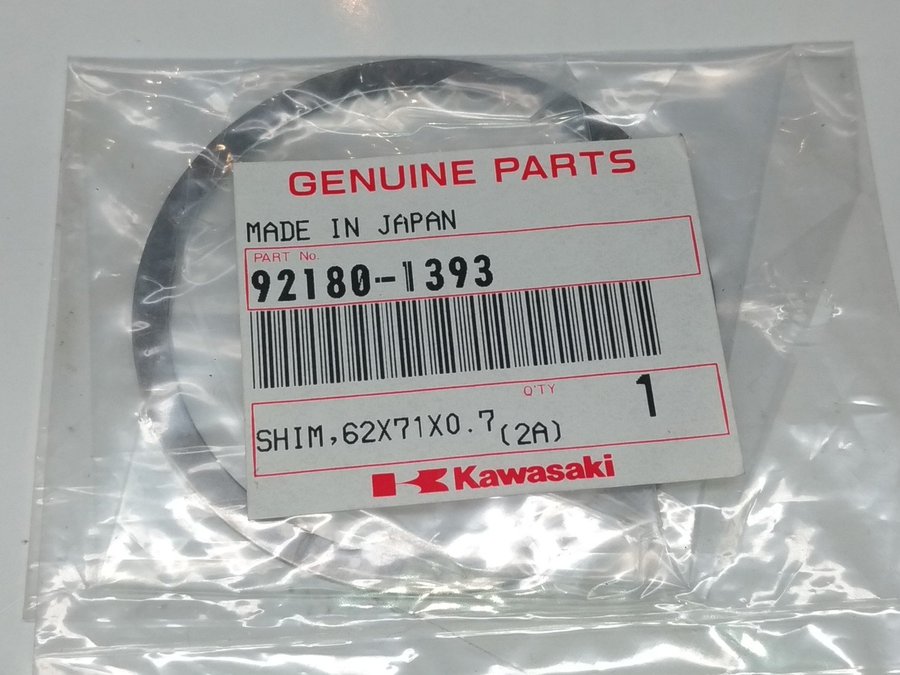 GENUINE PARTS
MADE IN JAPAN
PART No.
92180-1393
Q'TY 1
SHIM,62X71X0.7(2A)
Kawasaki